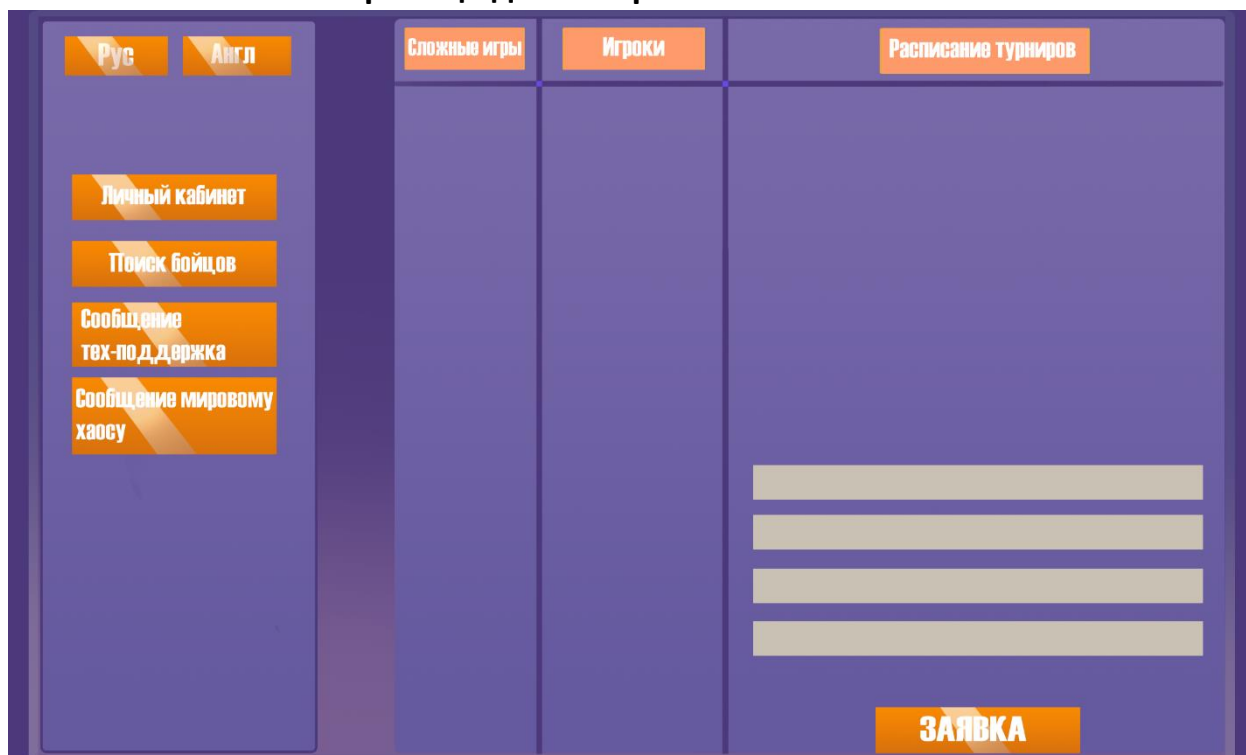 Рус Англ
Сложные игры Игроки Расписание турниров
Личный кабинет
Поиск бойцов
Сообщение
тех-поддержка
Сообщение мировому
хаосу
ЗАЯВКА